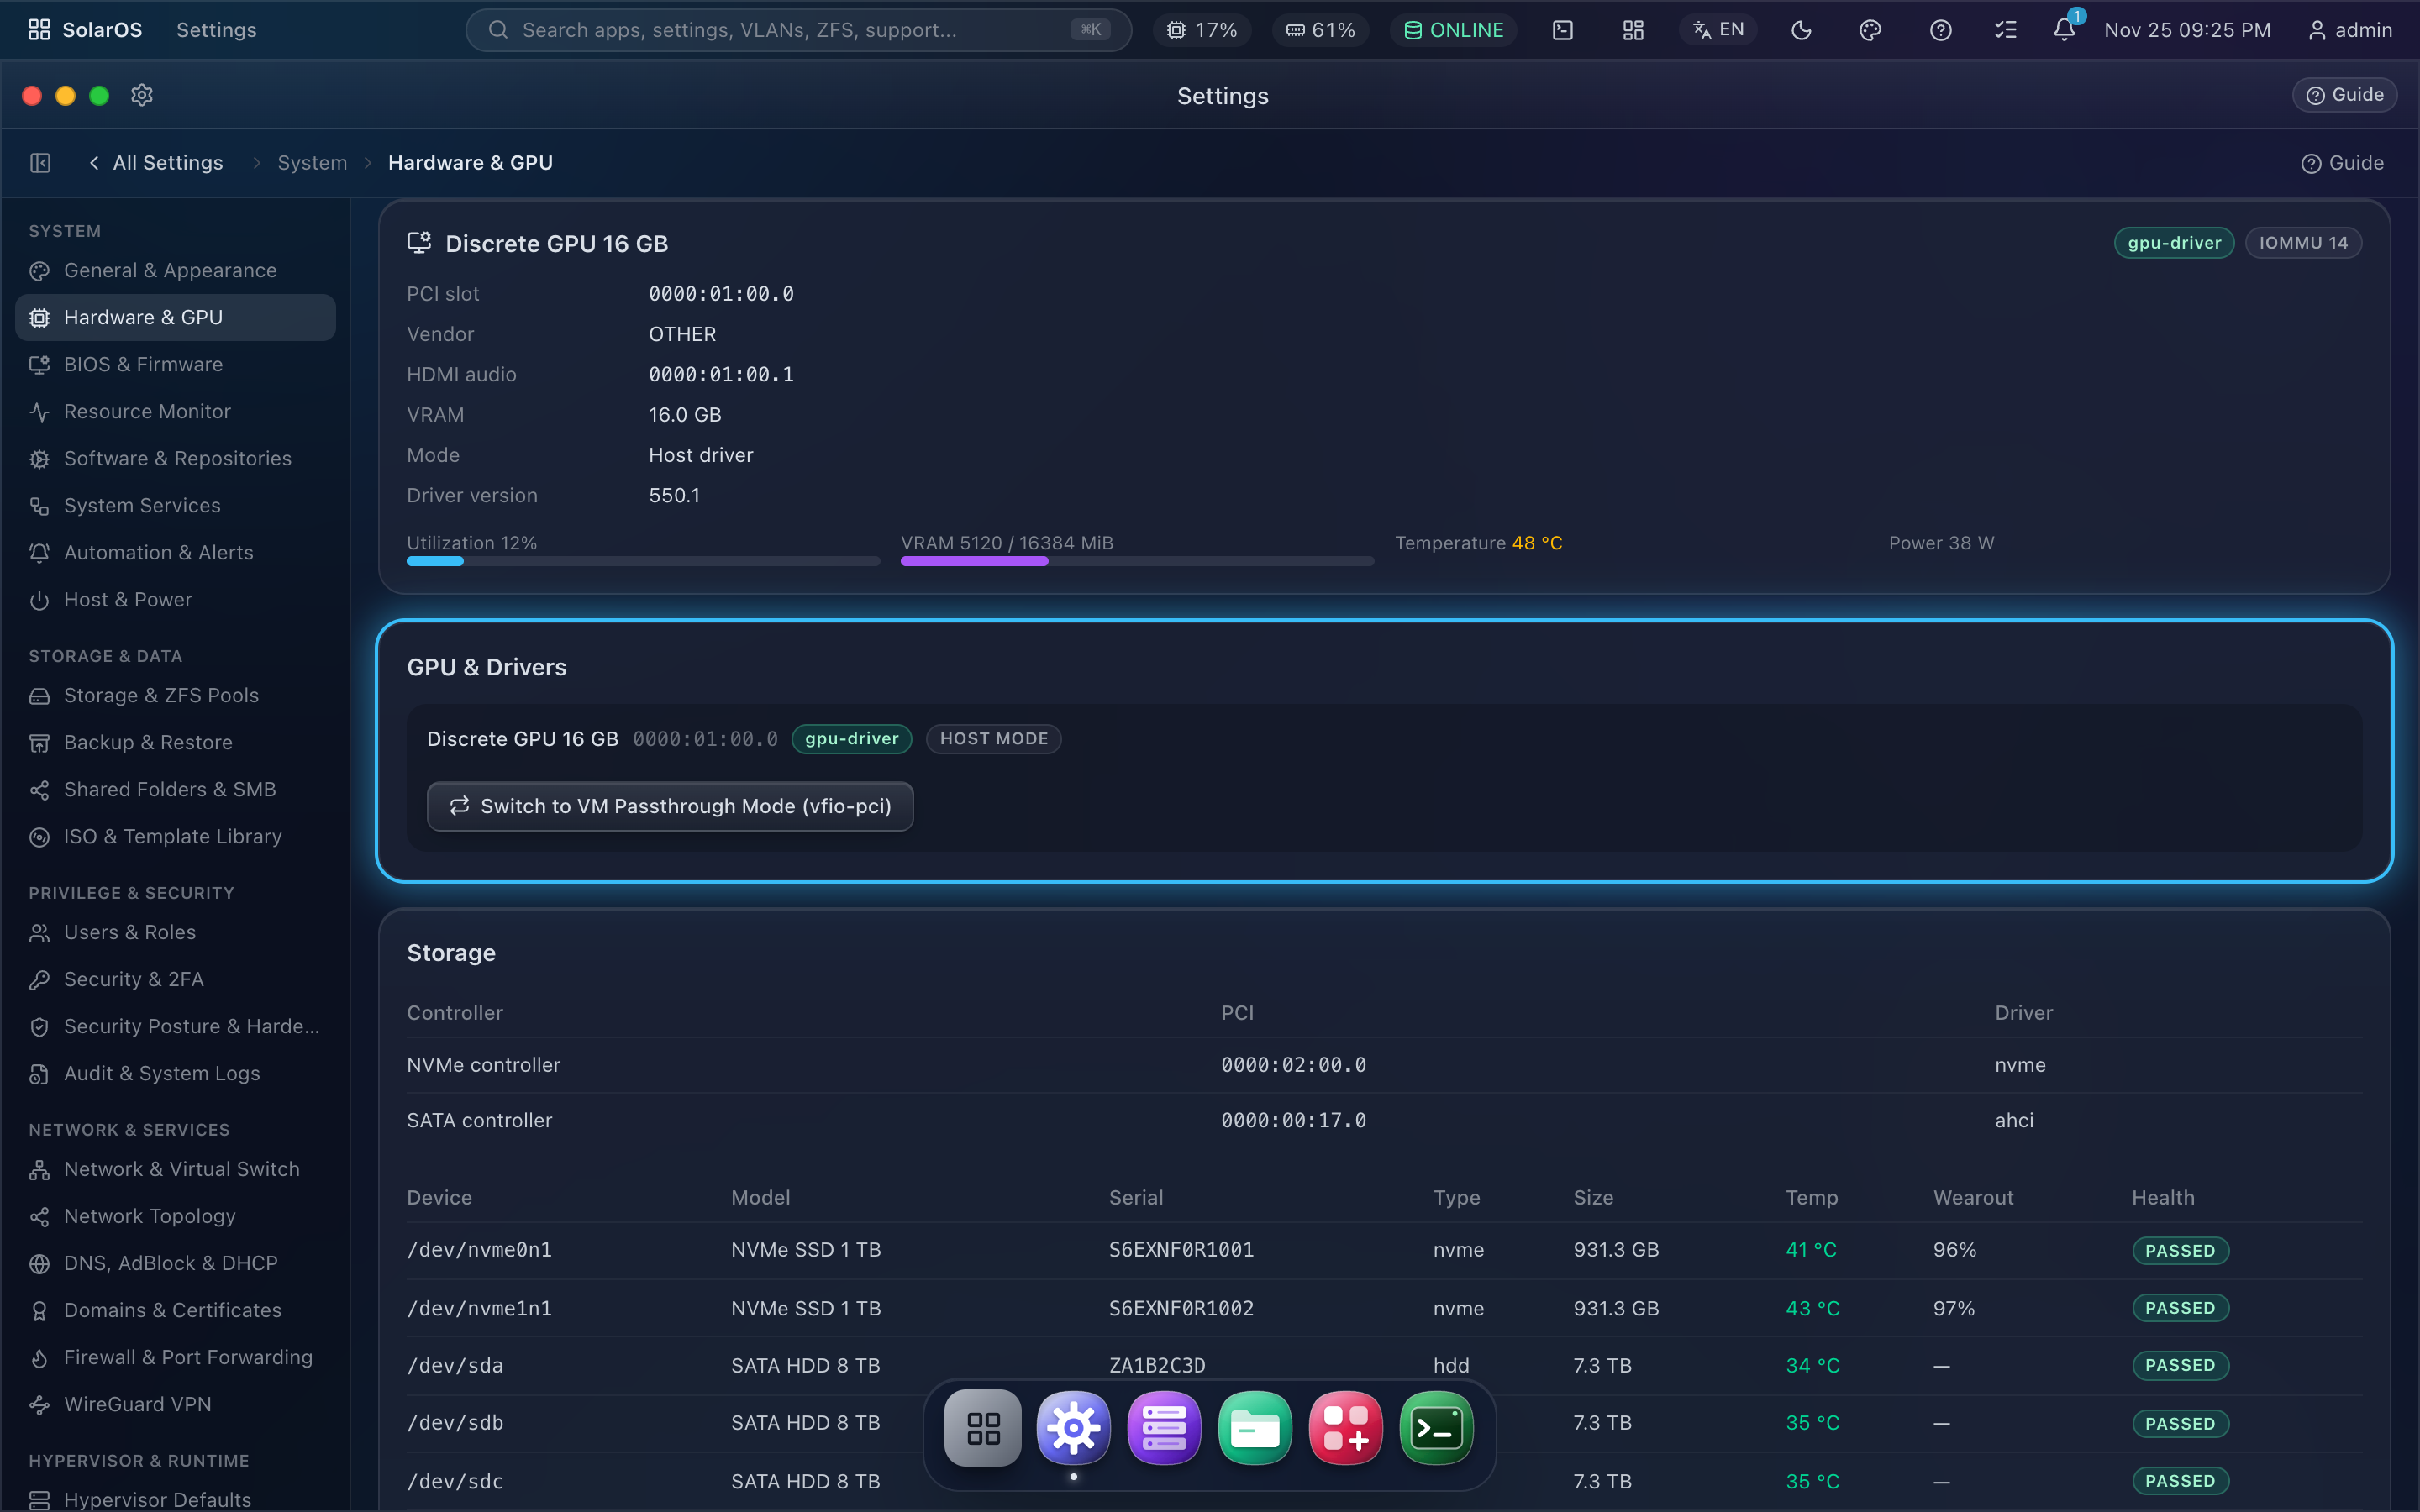 SolarOS Settings Search apps, settings, VLANs, ZFS, support... ⌘K 17% 61% ONLINE EN 1 Nov 25 09:25 PM admin
Settings Guide
All Settings System Hardware & GPU Guide
SYSTEM
General & Appearance
Hardware & GPU
BIOS & Firmware
Resource Monitor
Software & Repositories
System Services
Automation & Alerts
Host & Power
STORAGE & DATA
Storage & ZFS Pools
Backup & Restore
Shared Folders & SMB
ISO & Template Library
PRIVILEGE & SECURITY
Users & Roles
Security & 2FA
Security Posture & Harde...
Audit & System Logs
NETWORK & SERVICES
Network & Virtual Switch
Network Topology
DNS, AdBlock & DHCP
Domains & Certificates
Firewall & Port Forwarding
WireGuard VPN
HYPERVISOR & RUNTIME
Hypervisor Defaults
Discrete GPU 16 GB gpu-driver IOMMU 14
PCI slot 0000:01:00.0
Vendor OTHER
HDMI audio 0000:01:00.1
VRAM 16.0 GB
Mode Host driver
Driver version 550.1
Utilization 12% VRAM 5120 / 16384 MiB Temperature 48 °C Power 38 W
GPU & Drivers
Discrete GPU 16 GB 0000:01:00.0 gpu-driver HOST MODE
Switch to VM Passthrough Mode (vfio-pci)
Storage
Controller PCI Driver
NVMe controller 0000:02:00.0 nvme
SATA controller 0000:00:17.0 ahci
Device Model Serial Type Size Temp Wearout Health
/dev/nvme0n1 NVMe SSD 1 TB S6EXNF0R1001 nvme 931.3 GB 41 °C 96% PASSED
/dev/nvme1n1 NVMe SSD 1 TB S6EXNF0R1002 nvme 931.3 GB 43 °C 97% PASSED
/dev/sda SATA HDD 8 TB ZA1B2C3D hdd 7.3 TB 34 °C — PASSED
/dev/sdb SATA HDD 8 TB 7.3 TB 35 °C — PASSED
/dev/sdc SATA HDD 8 TB 7.3 TB 35 °C — PASSED